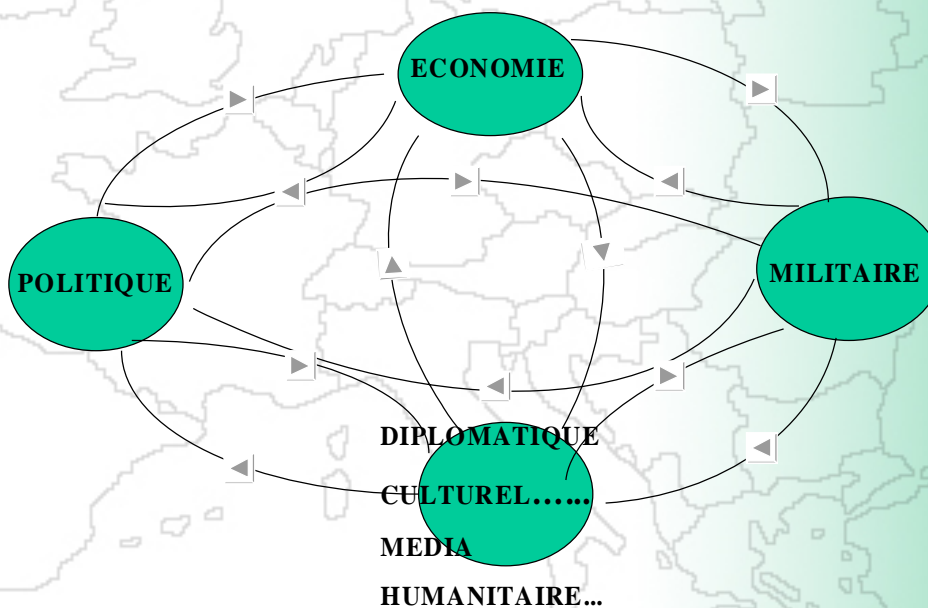 ECONOMIE
POLITIQUE
MILITAIRE
DIPLOMATIQUE
CULTUREL......
MEDIA
HUMANITAIRE...